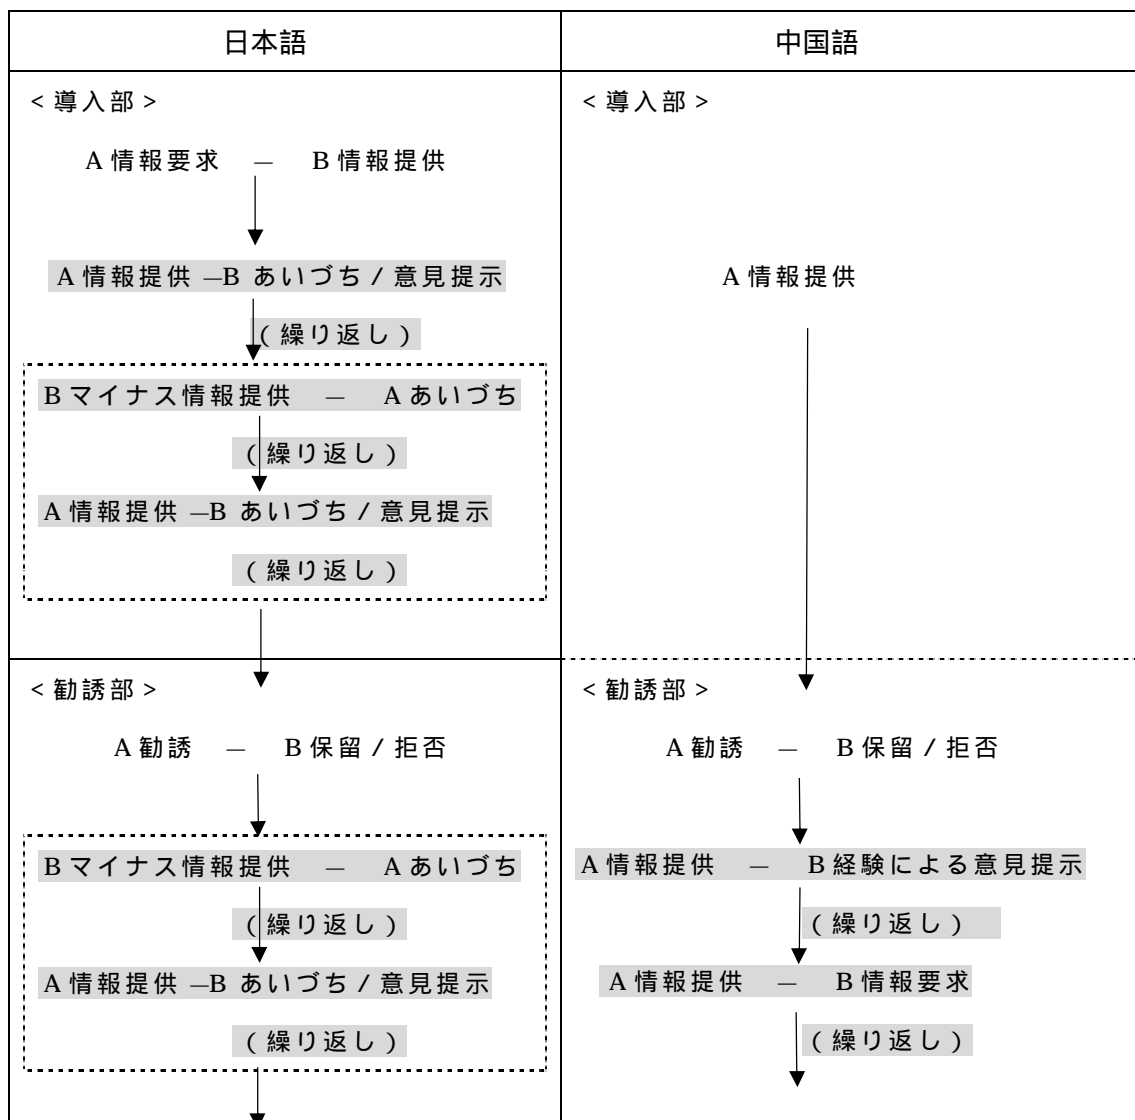 日本語
中国語
<導入部>
A 情報要求 — B 情報提供
A 情報提供 —B あいづち / 意見提示
(繰り返し)
B マイナス情報提供 — A あいづち
(繰り返し)
A 情報提供 —B あいづち / 意見提示
(繰り返し)
<導入部>
A 情報提供
<勧誘部>
A 勧誘 — B 保留 / 拒否
B マイナス情報提供 — A あいづち
(繰り返し)
A 情報提供 —B あいづち / 意見提示
(繰り返し)
<勧誘部>
A 勧誘 — B 保留 / 拒否
A 情報提供 — B 経験による意見提示
(繰り返し)
A 情報提供 — B 情報要求
(繰り返し)